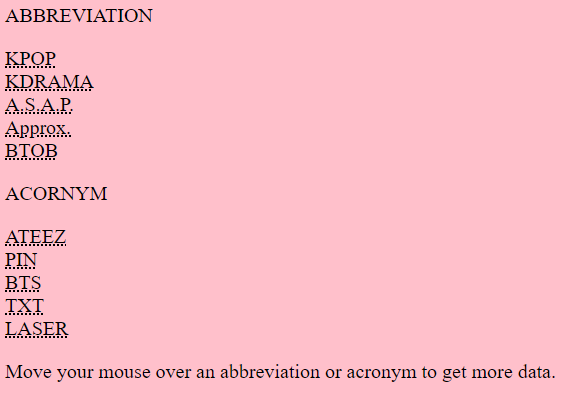 ABBREVIATION
KPOP
KDRAMA
A.S.A.P.
Approx.
BTOB
ACORNYM
ATEEZ
PIN
BTS
TXT
LASER
Move your mouse over an abbreviation or acronym to get more data.